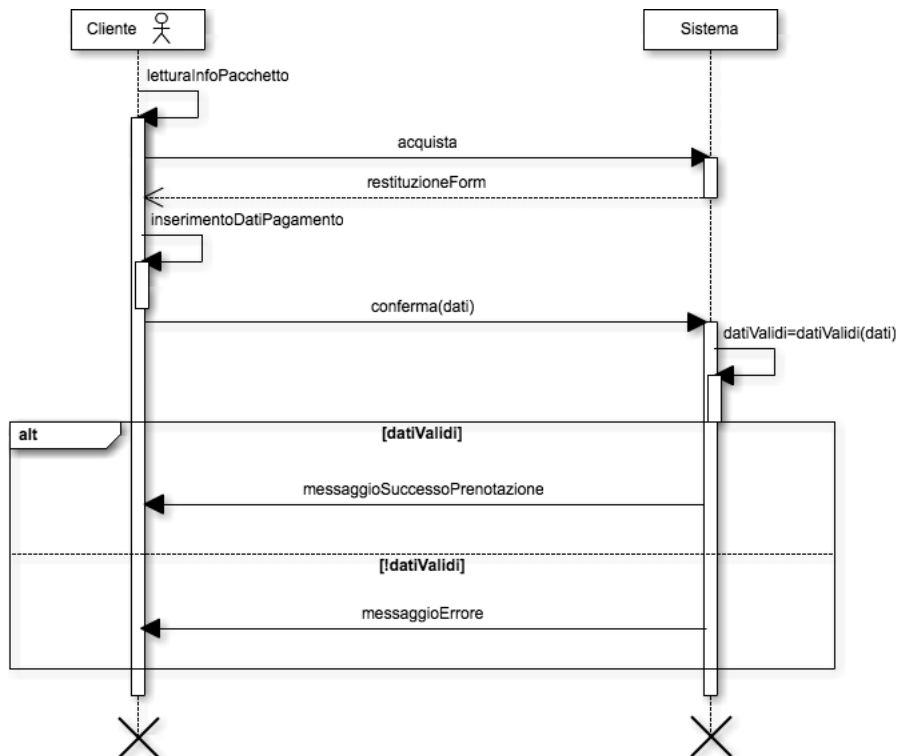 Cliente
Sistema
letturaInfoPacchetto
acquista
restituzioneForm
inserimentoDatiPagamento
conferma(dati)
datiValidi=datiValidi(dati)
alt
[datiValidi]
messaggioSuccessoPrenotazione
[!datiValidi]
messaggioErrore